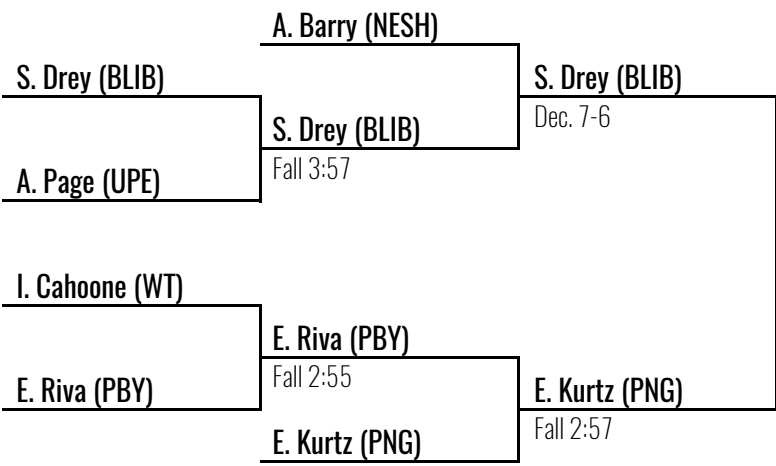 A. Barry (NESH)
S. Drey (BLIB)
S. Drey (BLIB)
Dec. 7-6
S. Drey (BLIB)
Fall 3:57
A. Page (UPE)
I. Cahoone (WT)
E. Riva (PBY)
Fall 2:55
E. Riva (PBY)
E. Kurtz (PNG)
Fall 2:57
E. Kurtz (PNG)